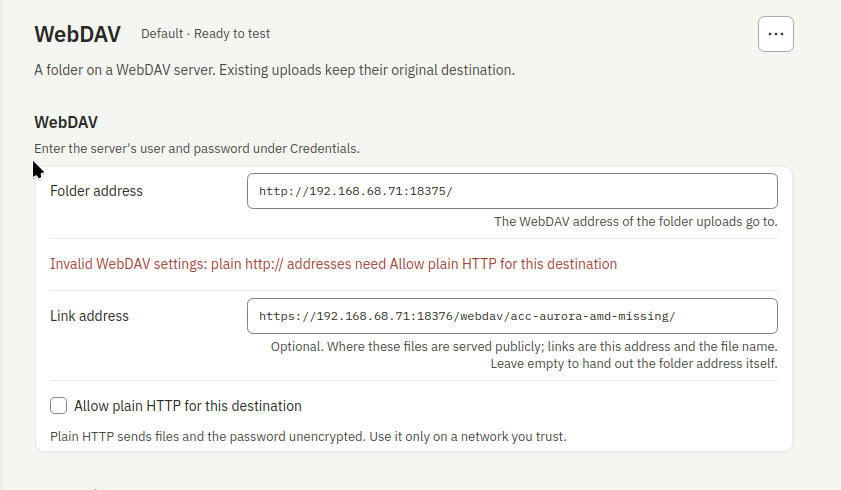 WebDAV
Default · Ready to test
A folder on a WebDAV server. Existing uploads keep their original destination.
WebDAV
Enter the server's user and password under Credentials.
Folder address
http://192.168.68.71:18375/
The WebDAV address of the folder uploads go to.
Invalid WebDAV settings: plain http:// addresses need Allow plain HTTP for this destination
Link address
https://192.168.68.71:18376/webdav/acc-aurora-amd-missing/
Optional. Where these files are served publicly; links are this address and the file name.
Leave empty to hand out the folder address itself.
Allow plain HTTP for this destination
Plain HTTP sends files and the password unencrypted. Use it only on a network you trust.